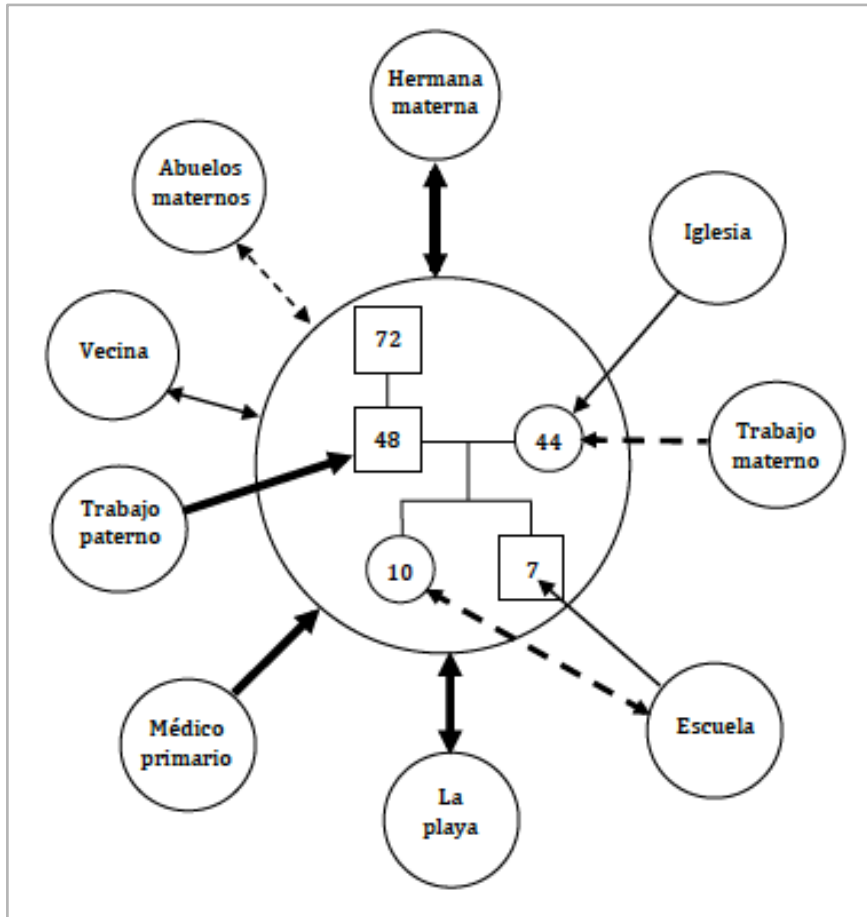 Hermana
materna
Abuelos
maternos
Iglesia
72
Vecina
48
44
Trabajo
materno
Trabajo
paterno
10
7
Médico
primario
Escuela
La
playa